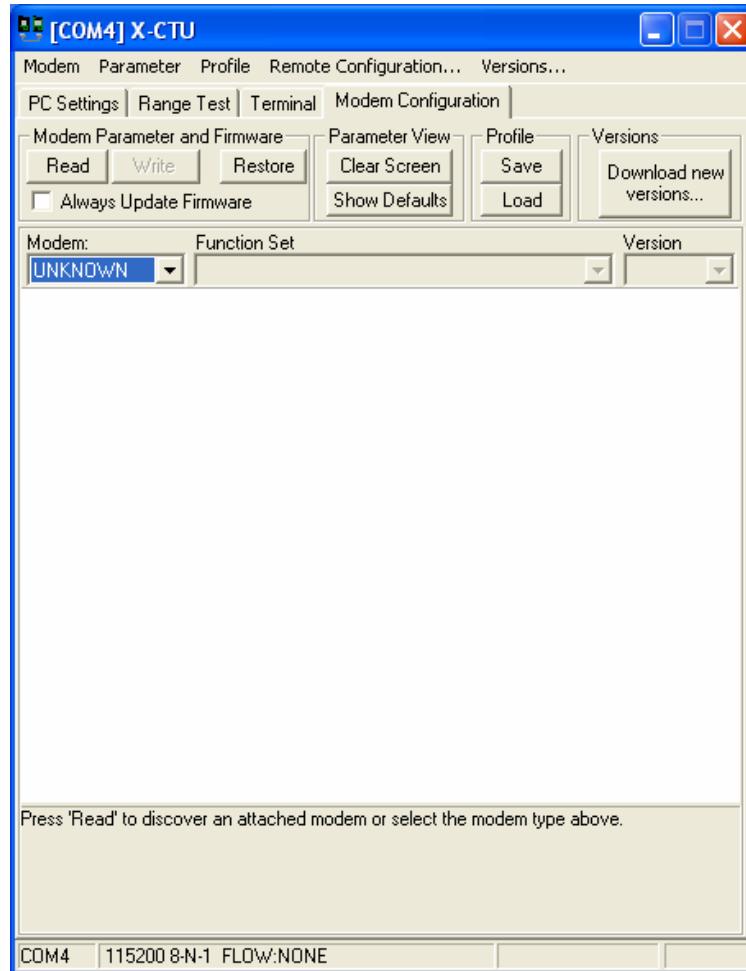 [COM4] X-CTU
Modem Parameter Profile Remote Configuration... Versions...
PC Settings Range Test Terminal Modem Configuration
Modem Parameter and Firmware Parameter View Profile Versions
Read Write Restore Clear Screen Save Download new versions...
Always Update Firmware Show Defaults Load
Modem: Function Set Version
UNKNOWN
Press 'Read' to discover an attached modem or select the modem type above.
COM4 115200 8-N-1 FLOW:NONE